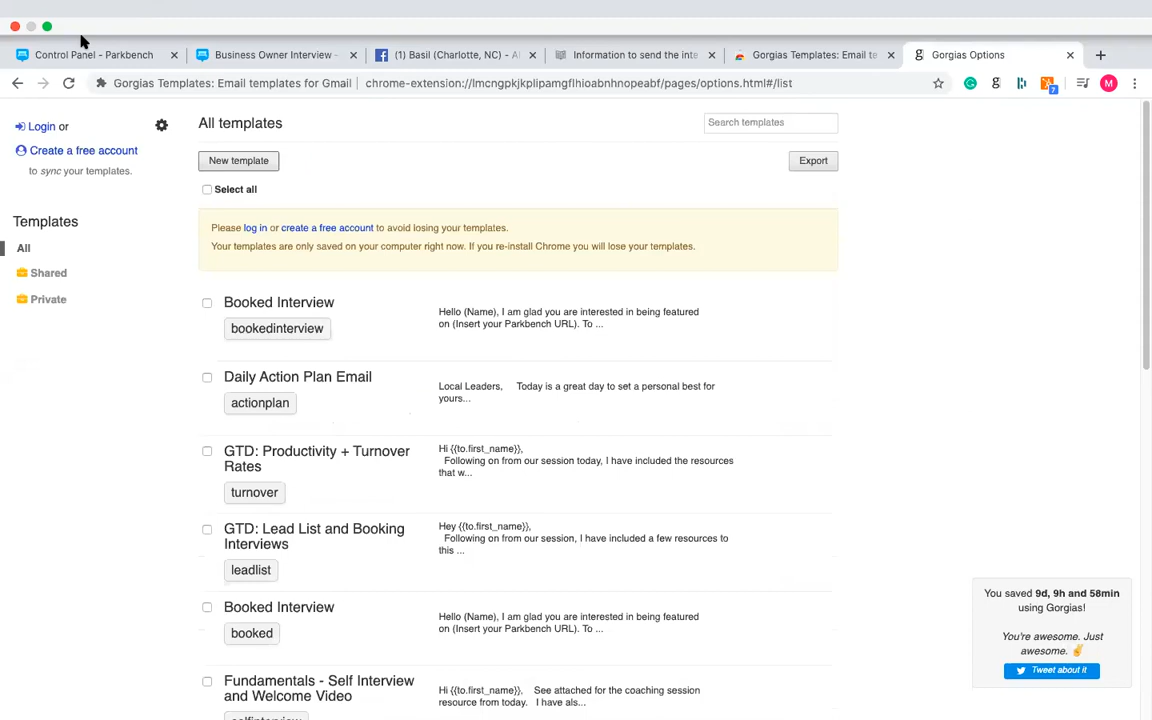 Control Panel - Parkbench
Business Owner Interview -
(1) Basil (Charlotte, NC) - A
Information to send the inte
Gorgias Templates: Email te
Gorgias Options
Gorgias Templates: Email templates for Gmail
chrome-extension://lmcngpkjkplipamgflhioabnhnopeabf/pages/options.html#/list
7
M
Login or
Create a free account
to sync your templates.
Templates
All
Shared
Private
All templates
Search templates
New template
Export
Select all
Please log in or create a free account to avoid losing your templates.
Your templates are only saved on your computer right now. If you re-install Chrome you will lose your templates.
Booked Interview
bookedinterview
Hello (Name), I am glad you are interested in being featured
on (Insert your Parkbench URL). To ...
Daily Action Plan Email
actionplan
Local Leaders, Today is a great day to set a personal best for
yours...
GTD: Productivity + Turnover
Rates
turnover
Hi {{to.first_name}},
Following on from our session today, I have included the resources
that w...
GTD: Lead List and Booking
Interviews
leadlist
Hey {{to.first_name}},
Following on from our session, I have included a few resources to
this ...
Booked Interview
booked
Hello (Name), I am glad you are interested in being featured
on (Insert your Parkbench URL). To ...
Fundamentals - Self Interview
and Welcome Video
selfinterview
Hi {{to.first_name}}, See attached for the coaching session
resource from today. I have als...
You saved 9d, 9h and 58min
using Gorgias!
You're awesome. Just
awesome. ✌
Tweet about it